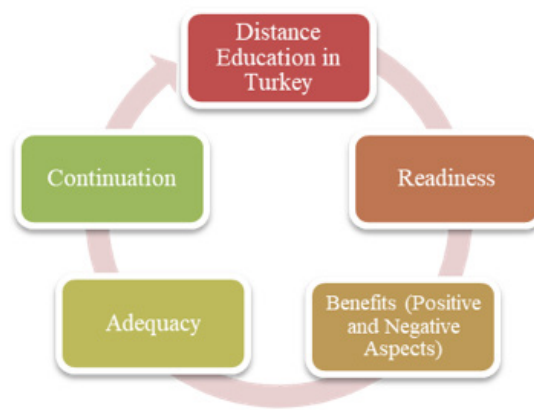 Distance
Education in
Turkey
Readiness
Benefits (Positive
and Negative
Aspects)
Adequacy
Continuation